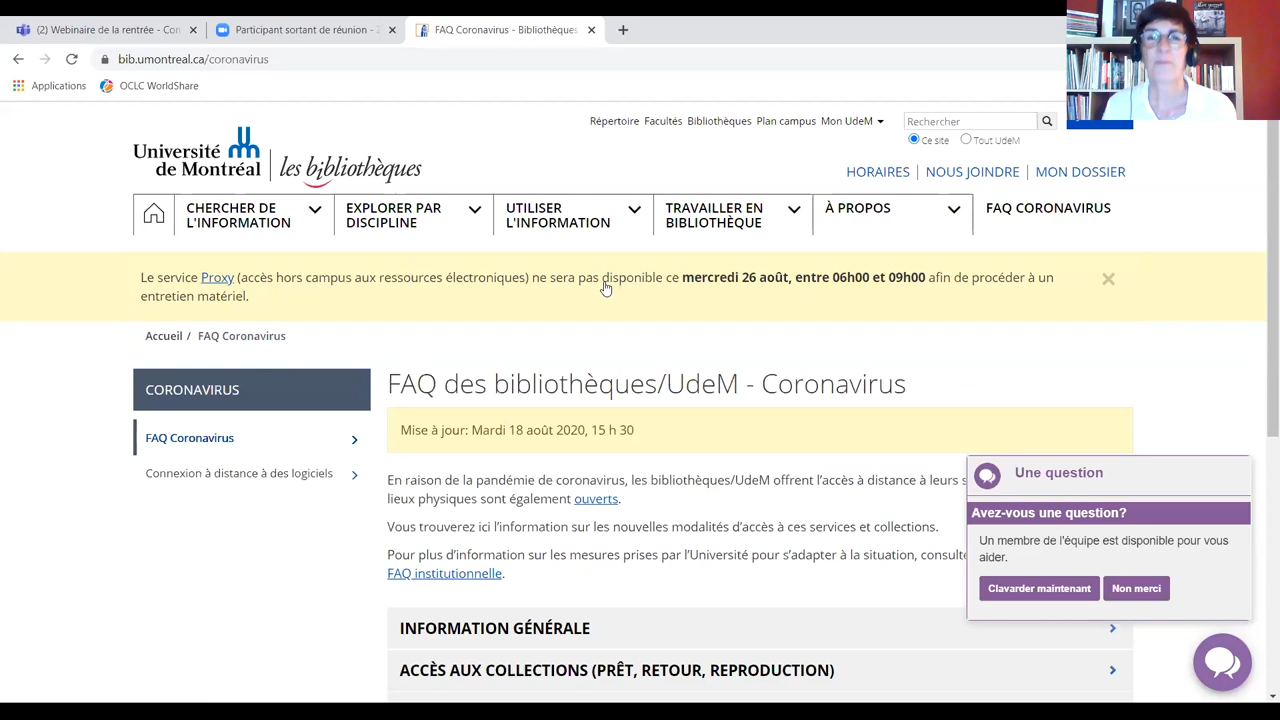 (2) Webinaire de la rentrée - Con
Participant sortant de réunion
FAQ Coronavirus - Bibliothèques
bib.umontreal.ca/coronavirus
Applications
OCLC WorldShare
Répertoire Facultés Bibliothèques Plan campus Mon UdeM
Rechercher
Ce site
Tout UdeM
Université
de Montréal
les bibliothèques
HORAIRES
NOUS JOINDRE
MON DOSSIER
CHERCHER DE
L'INFORMATION
EXPLORER PAR
DISCIPLINE
UTILISER
L'INFORMATION
TRAVAILLER EN
BIBLIOTHÈQUE
À PROPOS
FAQ CORONAVIRUS
Le service Proxy (accès hors campus aux ressources électroniques) ne sera pas disponible ce mercredi 26 août, entre 06h00 et 09h00 afin de procéder à un
entretien matériel.
Accueil / FAQ Coronavirus
CORONAVIRUS
FAQ Coronavirus
Connexion à distance à des logiciels
FAQ des bibliothèques/UdeM - Coronavirus
Mise à jour: Mardi 18 août 2020, 15 h 30
En raison de la pandémie de coronavirus, les bibliothèques/UdeM offrent l'accès à distance à leurs s
lieux physiques sont également ouverts.
Vous trouverez ici l'information sur les nouvelles modalités d'accès à ces services et collections.
Pour plus d'information sur les mesures prises par l'Université pour s'adapter à la situation, consulte
FAQ institutionnelle.
INFORMATION GÉNÉRALE
ACCÈS AUX COLLECTIONS (PRÊT, RETOUR, REPRODUCTION)
Une question
Avez-vous une question?
Un membre de l'équipe est disponible pour vous
aider.
Clavarder maintenant
Non merci